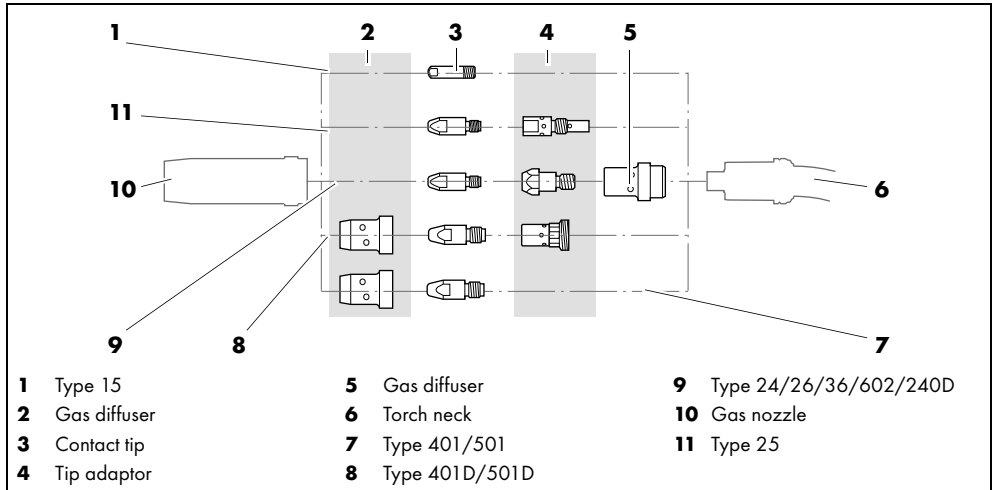 1 2 3 4 5
11
10 6
9 8 7
1 Type 15
2 Gas diffuser
3 Contact tip
4 Tip adaptor
5 Gas diffuser
6 Torch neck
7 Type 401/501
8 Type 401D/501D
9 Type 24/26/36/602/240D
10 Gas nozzle
11 Type 25